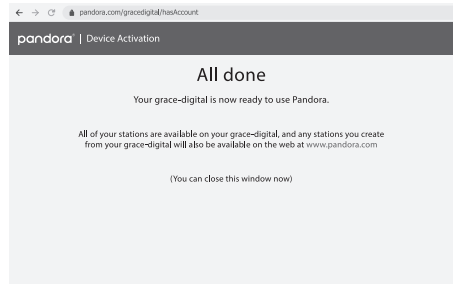 pandora.com/gracedigital/hasAccount
pandora® | Device Activation
All done
Your grace-digital is now ready to use Pandora.
All of your stations are available on your grace-digital, and any stations you create
from your grace-digital will also be available on the web at www.pandora.com
(You can close this window now)